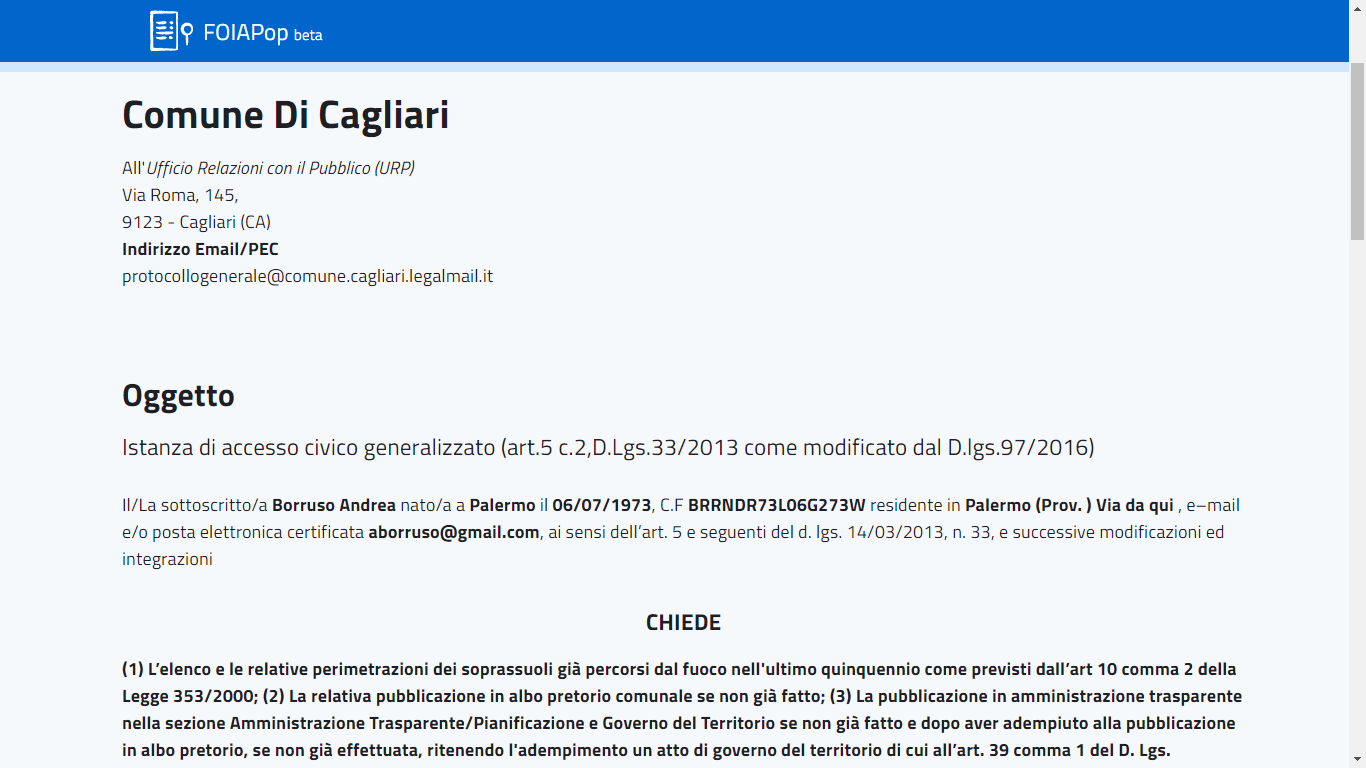 FOIAPop beta
Comune Di Cagliari
All'Ufficio Relazioni con il Pubblico (URP)
Via Roma, 145,
9123 - Cagliari (CA)
Indirizzo Email/PEC
protocollogenerale@comune.cagliari.legalmail.it
Oggetto
Istanza di accesso civico generalizzato (art.5 c.2,D.Lgs.33/2013 come modificato dal D.lgs.97/2016)
Il/La sottoscritto/a Borruso Andrea nato/a a Palermo il 06/07/1973, C.F BRRNDR73L06G273W residente in Palermo (Prov. ) Via da qui , e–mail
e/o posta elettronica certificata aborruso@gmail.com, ai sensi dell’art. 5 e seguenti del d. lgs. 14/03/2013, n. 33, e successive modificazioni ed
integrazioni
CHIEDE
(1) L’elenco e le relative perimetrazioni dei soprassuoli già percorsi dal fuoco nell'ultimo quinquennio come previsti dall’art 10 comma 2 della
Legge 353/2000; (2) La relativa pubblicazione in albo pretorio comunale se non già fatto; (3) La pubblicazione in amministrazione trasparente
nella sezione Amministrazione Trasparente/Pianificazione e Governo del Territorio se non già fatto e dopo aver adempiuto alla pubblicazione
in albo pretorio, se non già effettuata, ritenendo l'adempimento un atto di governo del territorio di cui all’art. 39 comma 1 del D. Lgs.